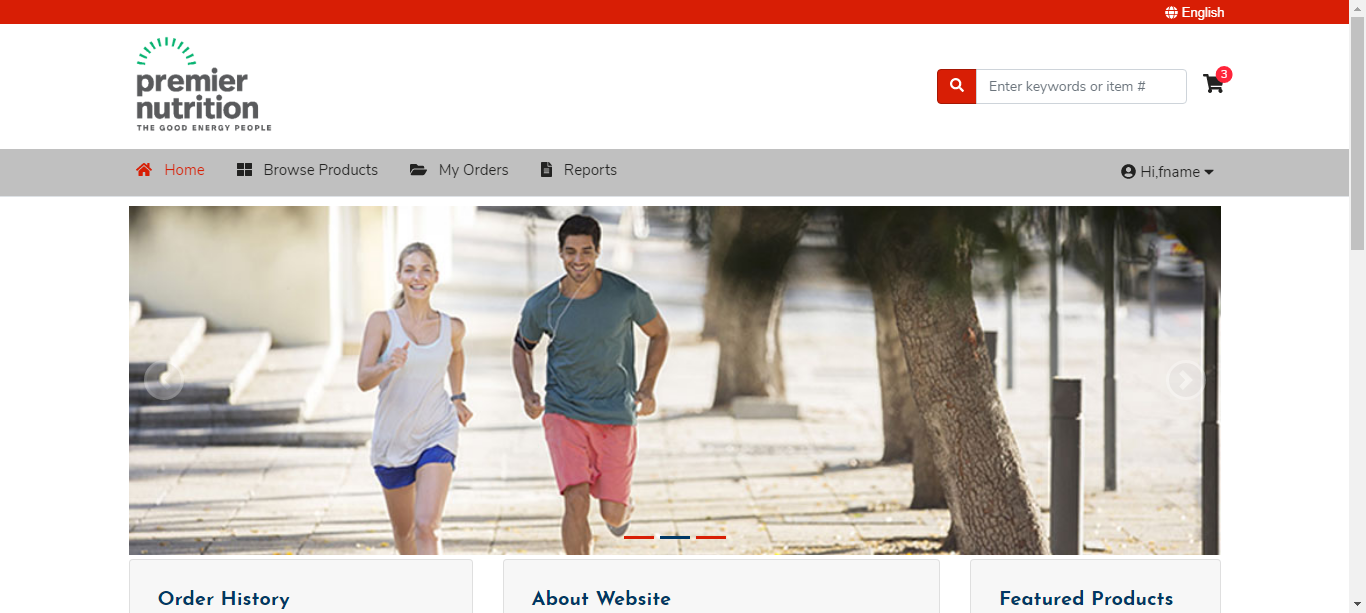 English
premier
nutrition
THE GOOD ENERGY PEOPLE
Enter keywords or item #
3
Home
Browse Products
My Orders
Reports
Hi,fname
Order History
About Website
Featured Products